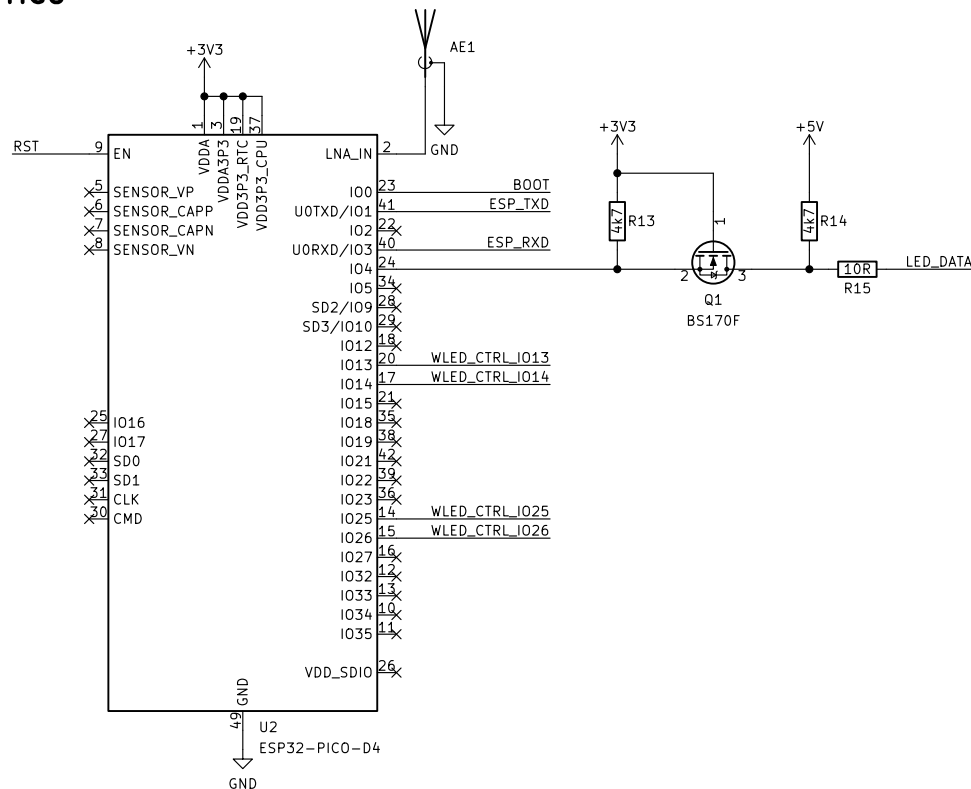 +3V3
AE1
GND
+3V3
+5V
RST
9 EN
1 VDDA
3 VDDA3P3
19 VDD3P3_RTC
37 VDD3P3_CPU
LNA_IN 2
5 SENSOR_VP
6 SENSOR_CAPP
7 SENSOR_CAPN
8 SENSOR_VN
IO0 23 BOOT
U0TXD/IO1 41 ESP_TXD
IO2 22
U0RXD/IO3 40 ESP_RXD
IO4 24
IO5 34
SD2/IO9 28
SD3/IO10 29
IO12 18
IO13 20 WLED_CTRL_IO13
IO14 17 WLED_CTRL_IO14
IO15 21
25 IO16
27 IO17
32 SD0
33 SD1
31 CLK
30 CMD
IO18 35
IO19 38
IO21 42
IO22 39
IO23 36
IO25 14 WLED_CTRL_IO25
IO26 15 WLED_CTRL_IO26
IO27 16
IO32 12
IO33 13
IO34 10
IO35 11
VDD_SDIO 26
49 GND
U2
ESP32-PICO-D4
GND
4k7 R13
1
2 3
Q1
BS170F
4k7 R14
10R
R15
LED_DATA